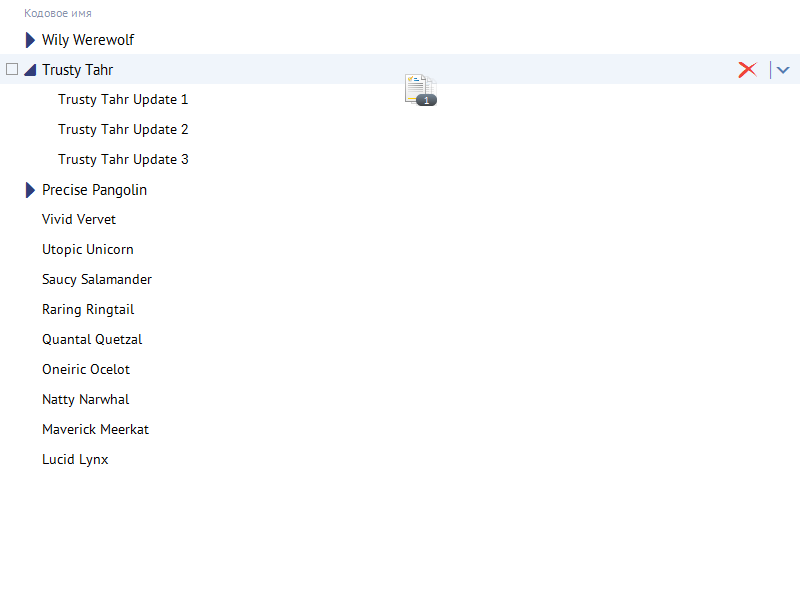 Кодовое имя
Wily Werewolf
Trusty Tahr
1
Trusty Tahr Update 1
Trusty Tahr Update 2
Trusty Tahr Update 3
Precise Pangolin
Vivid Vervet
Utopic Unicorn
Saucy Salamander
Raring Ringtail
Quantal Quetzal
Oneiric Ocelot
Natty Narwhal
Maverick Meerkat
Lucid Lynx